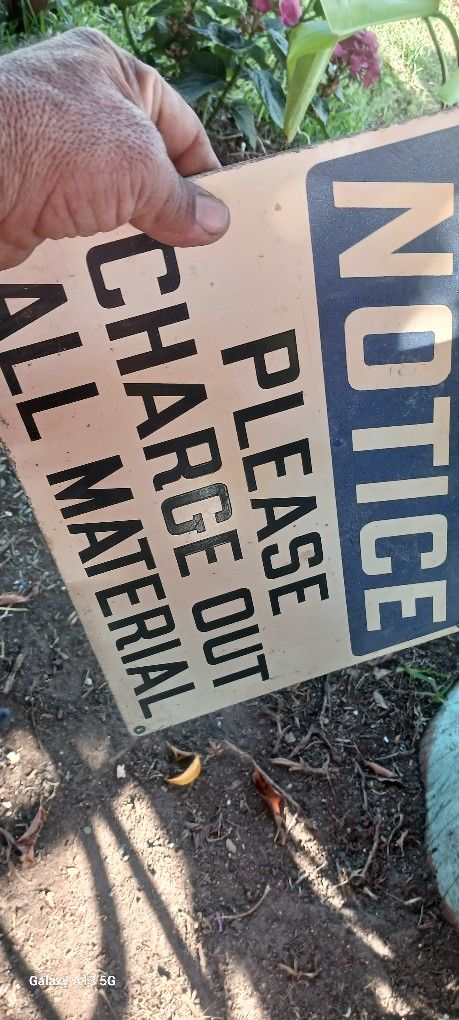 NOTICE
PLEASE
CHARGE OUT
ALL MATERIAL
Galaxy A13 5G